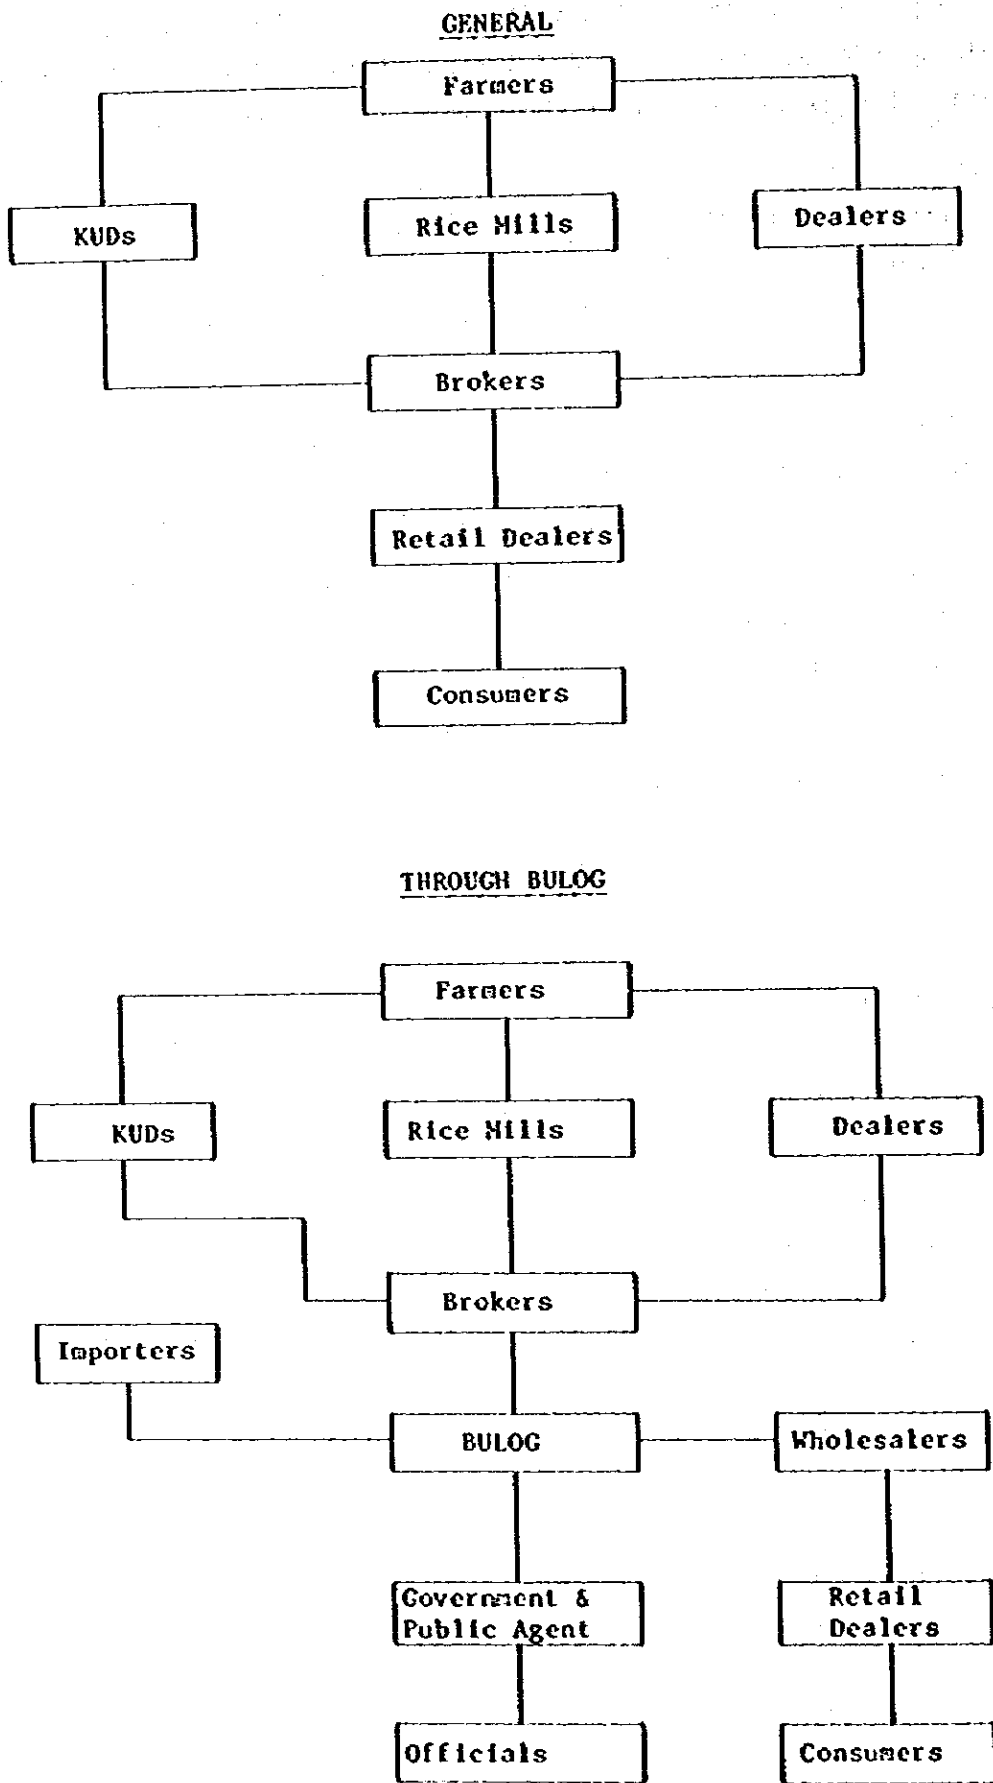 GENERAL
Farmers
KUDs
Rice Mills
Dealers
Brokers
Retail Dealers
Consumers
THROUGH BULOG
Farmers
KUDs
Rice Mills
Dealers
Brokers
Importers
BULOG
Wholesalers
Government &
Public Agent
Retail
Dealers
Officials
Consumers